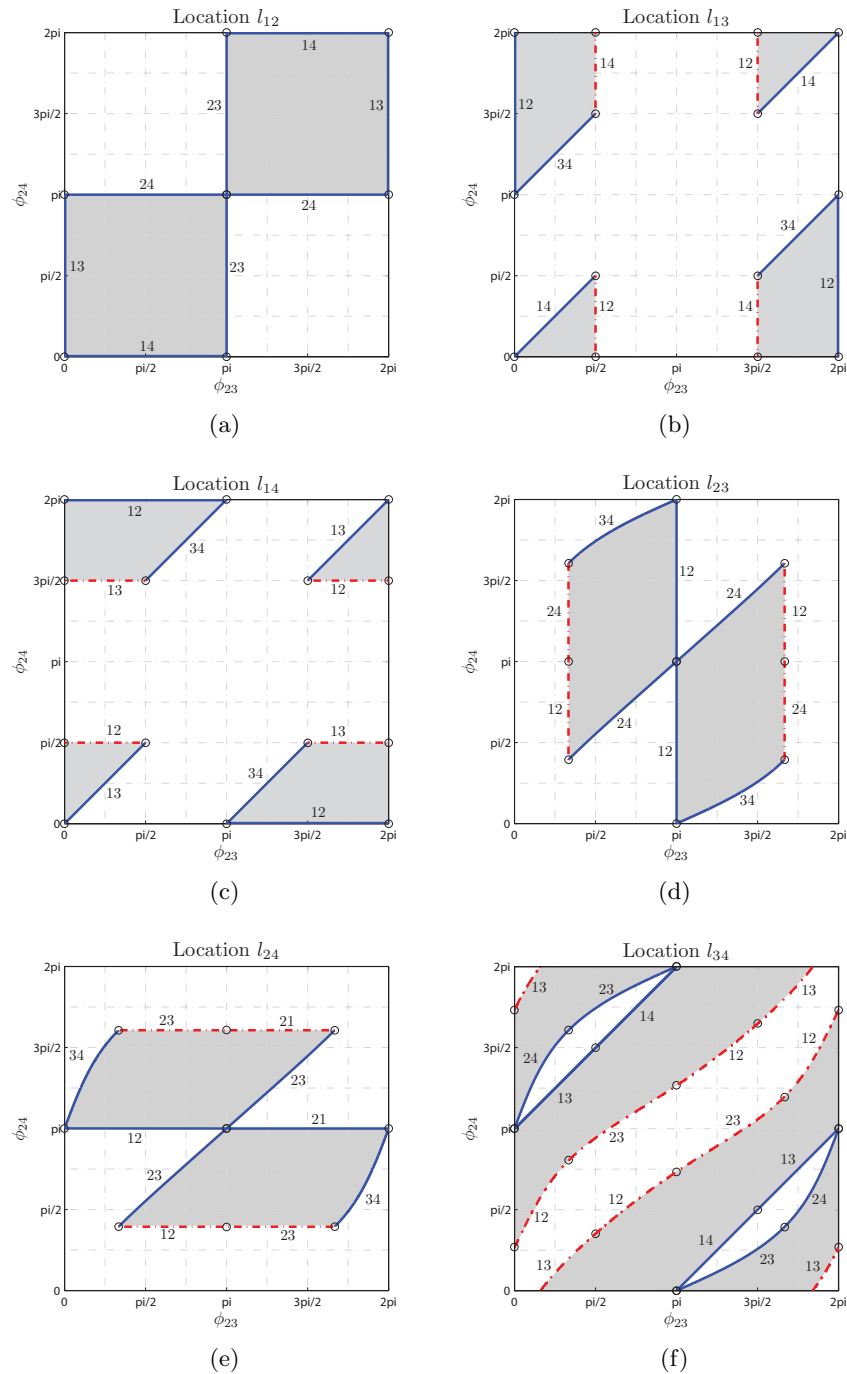 Location l12
2pi
14
23
13
3pi/2
24
pi
24
ϕ24
13
23
pi/2
14
0
0 pi/2 pi 3pi/2 2pi
ϕ23
(a)
Location l13
2pi
14
12
14
12
3pi/2
34
pi
ϕ24
34
pi/2
12
14
12
14
0
0 pi/2 pi 3pi/2 2pi
ϕ23
(b)
Location l14
2pi
12
13
34
3pi/2
13
12
pi
ϕ24
12
13
pi/2
34
13
12
0
0 pi/2 pi 3pi/2 2pi
ϕ23
(c)
Location l23
2pi
34
12
24
3pi/2
24
12
pi
ϕ24
12
24
12
24
pi/2
34
0
0 pi/2 pi 3pi/2 2pi
ϕ23
(d)
Location l24
2pi
23
21
34
3pi/2
23
pi
12
21
ϕ24
23
34
pi/2
12
23
0
0 pi/2 pi 3pi/2 2pi
ϕ23
(e)
Location l34
2pi
13
23
13
14
24
12
12
3pi/2
13
pi
23
23
13
ϕ24
12
12
24
pi/2
14
23
13
13
0
0 pi/2 pi 3pi/2 2pi
ϕ23
(f)